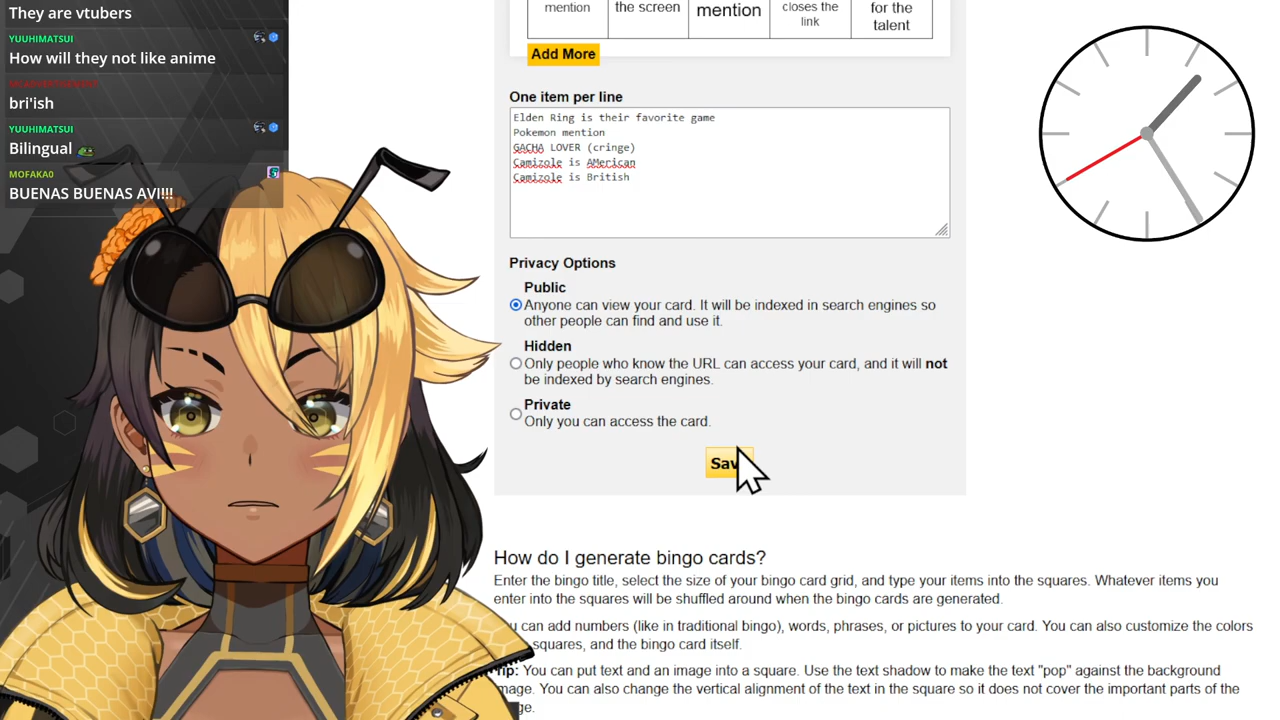 They are vtubers
YUUHIMATSUI
How will they not like anime
bri'ish
YUUHIMATSUI
Bilingual
MOFAKA0
BUENAS BUENAS AVI!!!!
mention
the screen
mention
closes the
link
for the
talent
Add More
One item per line
Elden Ring is their favorite game
Pokemon mention
GACHA LOVER (cringe)
Camizole is AMerican
Camizole is British
Privacy Options
Public
Anyone can view your card. It will be indexed in search engines so
other people can find and use it.
Hidden
Only people who know the URL can access your card, and it will not
be indexed by search engines.
Private
Only you can access the card.
Sav
How do I generate bingo cards?
Enter the bingo title, select the size of your bingo card grid, and type your items into the squares. Whatever items you
enter into the squares will be shuffled around when the bingo cards are generated.
can add numbers (like in traditional bingo), words, phrases, or pictures to your card. You can also customize the colors
squares, and the bingo card itself.
Tip: You can put text and an image into a square. Use the text shadow to make the text "pop" against the background
image. You can also change the vertical alignment of the text in the square so it does not cover the important parts of the